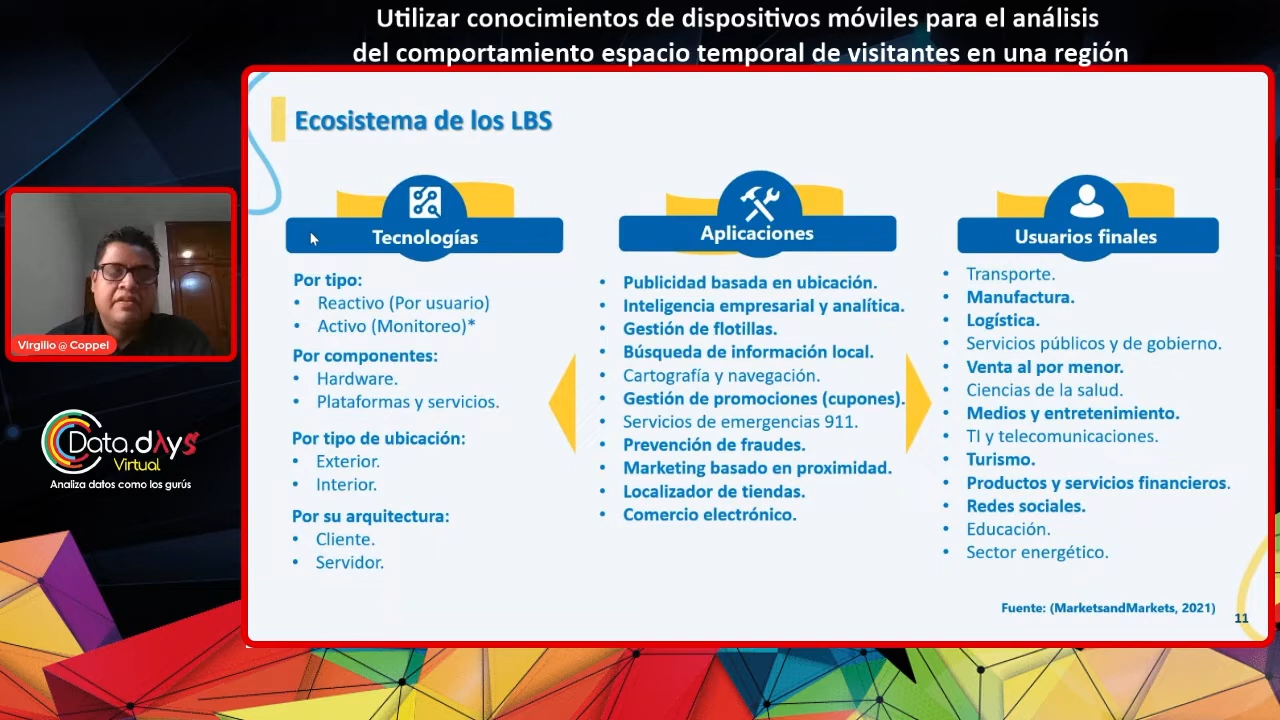 Utilizar conocimientos de dispositivos móviles para el análisis
del comportamiento espacio temporal de visitantes en una región
Ecosistema de los LBS
Tecnologías
Por tipo:
• Reactivo (Por usuario)
• Activo (Monitoreo)*
Por componentes:
• Hardware.
• Plataformas y servicios.
Por tipo de ubicación:
• Exterior.
• Interior.
Por su arquitectura:
• Cliente.
• Servidor.
Aplicaciones
• Publicidad basada en ubicación.
• Inteligencia empresarial y analítica.
• Gestión de flotillas.
• Búsqueda de información local.
• Cartografía y navegación.
• Gestión de promociones (cupones).
• Servicios de emergencias 911.
• Prevención de fraudes.
• Marketing basado en proximidad.
• Localizador de tiendas.
• Comercio electrónico.
Usuarios finales
• Transporte.
• Manufactura.
• Logística.
• Servicios públicos y de gobierno.
• Venta al por menor.
• Ciencias de la salud.
• Medios y entretenimiento.
• TI y telecomunicaciones.
• Turismo.
• Productos y servicios financieros.
• Redes sociales.
• Educación.
• Sector energético.
Fuente: (MarketsandMarkets, 2021)
11
Virgilio @ Coppel
Data.dAys
Virtual
Analiza datos como los gurús